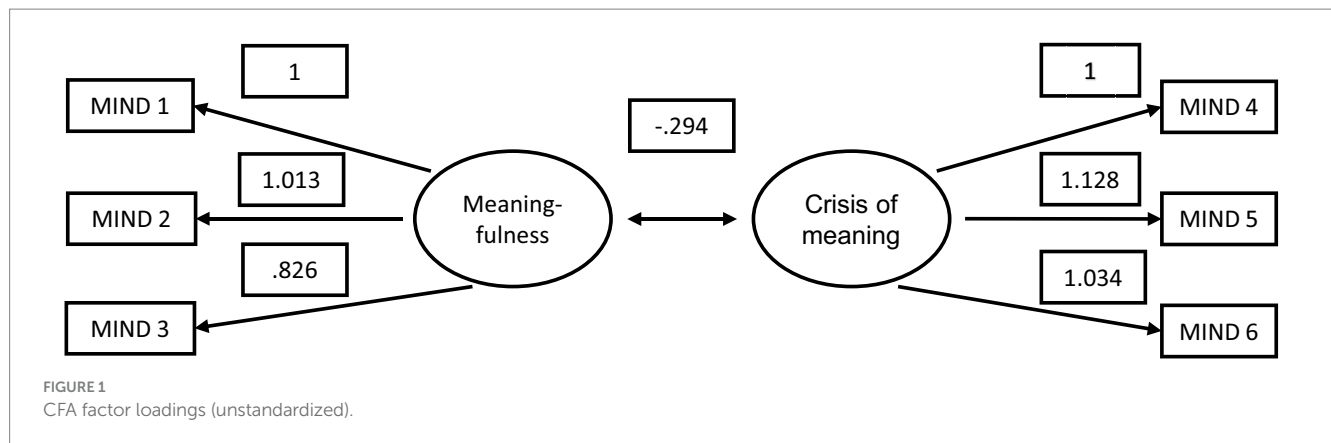 1
1
MIND 1
MIND 4
-.294
1.013
1.128
MIND 2
Meaning-
fulness
Crisis of
meaning
MIND 5
.826
1.034
MIND 3
MIND 6
FIGURE 1
CFA factor loadings (unstandardized).